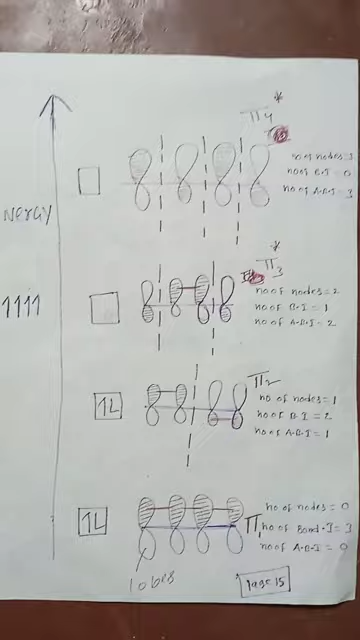 π4*
no of nodes = 3
no of B.I = 0
no of A.B.I = 3
nergy
π3*
no of nodes = 2
no of B.I = 1
no of A.B.I = 2
1111
π2
no of nodes = 1
no of B.I = 2
no of A.B.I = 1
1L
π1
no of nodes = 0
no of Bond.I = 3
no of A.B.I = 0
1L
lobes
Page 15